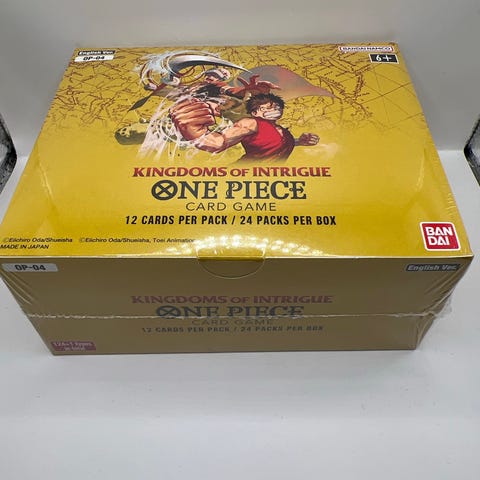 English Ver.
OP-04
BANDAI NAMCO
6+
KINGDOMS OF INTRIGUE
ONE PIECE
CARD GAME
12 CARDS PER PACK / 24 PACKS PER BOX
©Eiichiro Oda/Shueisha ©Eiichiro Oda/Shueisha, Toei Animation
MADE IN JAPAN
BAN
DAI
OP-04
English Ver.
KINGDOMS OF INTRIGUE
ONE PIECE
CARD GAME
12 CARDS PER PACK / 24 PACKS PER BOX